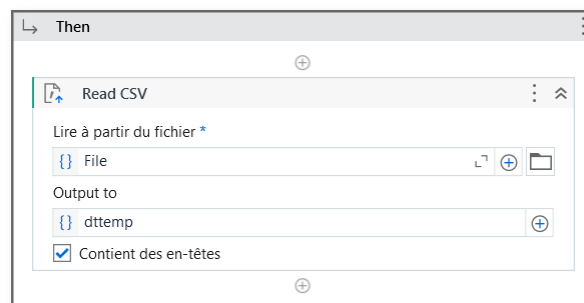 Then
Read CSV
Lire à partir du fichier *
{} File
Output to
{} dttemp
Contient des en-têtes